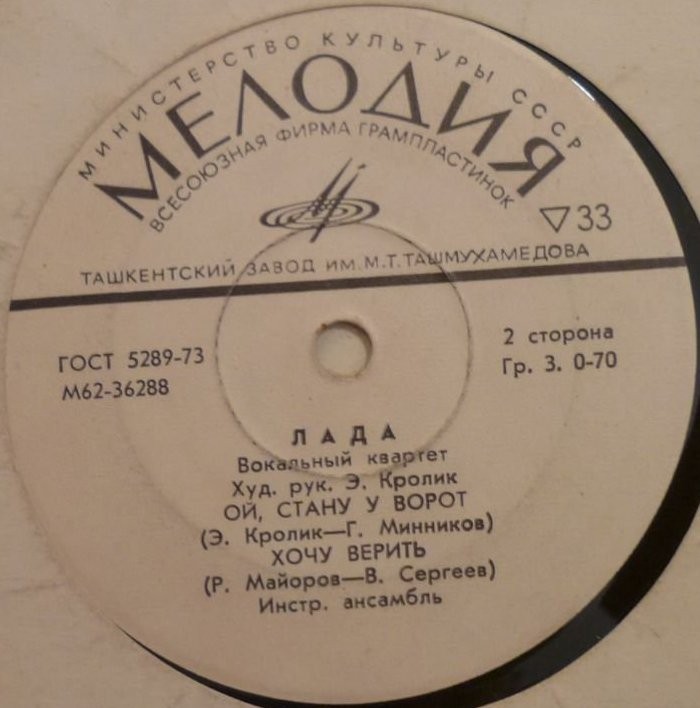 МИНИСТЕРСТВО КУЛЬТУРЫ СССР
МЕЛОДИЯ
ВСЕСОЮЗНАЯ ФИРМА ГРАМПЛАСТИНОК
33
ТАШКЕНТСКИЙ ЗАВОД ИМ.М.Т.ТАШМУХАМЕДОВА
ГОСТ 5289-73
М62-36288
2 сторона
Гр. 3. 0-70
ЛАДА
Вокальный квартет
Худ. рук. Э. Кролик
ОЙ, СТАНУ У ВОРОТ
(Э. Кролик—Г. Минников)
ХОЧУ ВЕРИТЬ
(Р. Майоров—В. Сергеев)
Инстр. ансамбль